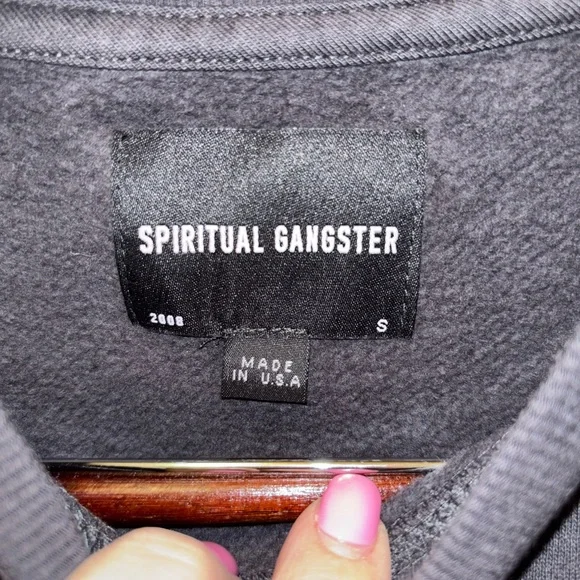 SPIRITUAL GANGSTER
2008 S
MADE
IN U.S.A